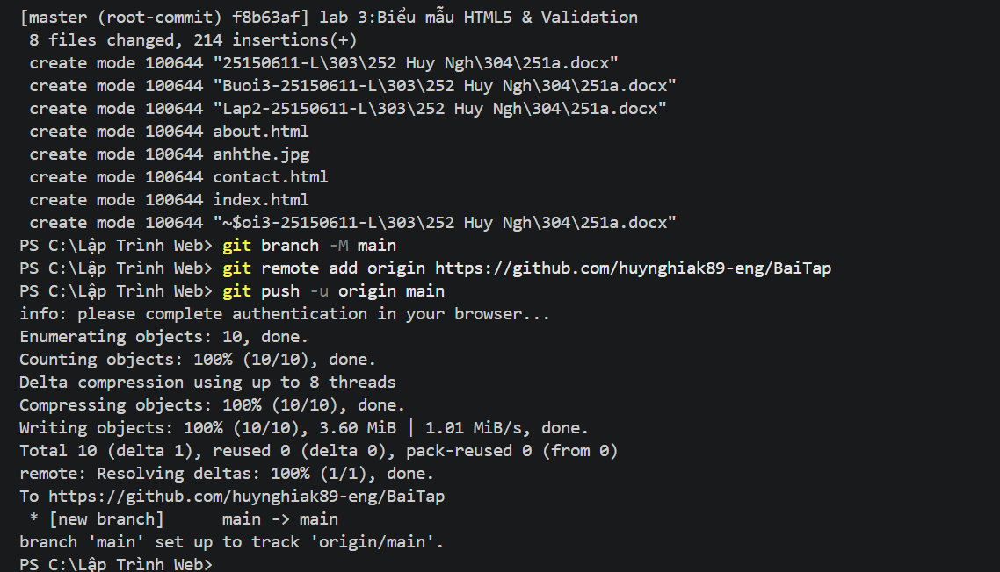 [master (root-commit) f8b63af] lab 3:Biểu mẫu HTML5 & Validation
 8 files changed, 214 insertions(+)
 create mode 100644 "25150611-L\303\252 Huy Ngh\304\251a.docx"
 create mode 100644 "Buoi3-25150611-L\303\252 Huy Ngh\304\251a.docx"
 create mode 100644 "Lap2-25150611-L\303\252 Huy Ngh\304\251a.docx"
 create mode 100644 about.html
 create mode 100644 anhthe.jpg
 create mode 100644 contact.html
 create mode 100644 index.html
 create mode 100644 "~$oi3-25150611-L\303\252 Huy Ngh\304\251a.docx"
PS C:\Lập Trình Web> git branch -M main
PS C:\Lập Trình Web> git remote add origin https://github.com/huynghiak89-eng/BaiTap
PS C:\Lập Trình Web> git push -u origin main
info: please complete authentication in your browser...
Enumerating objects: 10, done.
Counting objects: 100% (10/10), done.
Delta compression using up to 8 threads
Compressing objects: 100% (10/10), done.
Writing objects: 100% (10/10), 3.60 MiB | 1.01 MiB/s, done.
Total 10 (delta 1), reused 0 (delta 0), pack-reused 0 (from 0)
remote: Resolving deltas: 100% (1/1), done.
To https://github.com/huynghiak89-eng/BaiTap
 * [new branch]      main -> main
branch 'main' set up to track 'origin/main'.
PS C:\Lập Trình Web>